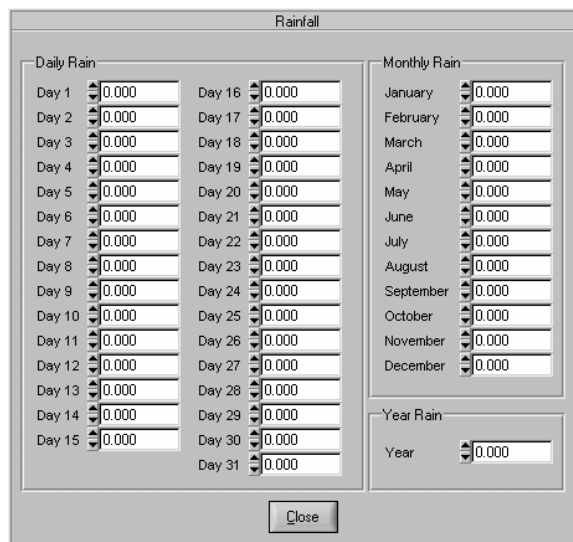 Rainfall
Daily Rain
Day 1 0.000
Day 2 0.000
Day 3 0.000
Day 4 0.000
Day 5 0.000
Day 6 0.000
Day 7 0.000
Day 8 0.000
Day 9 0.000
Day 10 0.000
Day 11 0.000
Day 12 0.000
Day 13 0.000
Day 14 0.000
Day 15 0.000
Day 16 0.000
Day 17 0.000
Day 18 0.000
Day 19 0.000
Day 20 0.000
Day 21 0.000
Day 22 0.000
Day 23 0.000
Day 24 0.000
Day 25 0.000
Day 26 0.000
Day 27 0.000
Day 28 0.000
Day 29 0.000
Day 30 0.000
Day 31 0.000
Monthly Rain
January 0.000
February 0.000
March 0.000
April 0.000
May 0.000
June 0.000
July 0.000
August 0.000
September 0.000
October 0.000
November 0.000
December 0.000
Year Rain
Year 0.000
Close